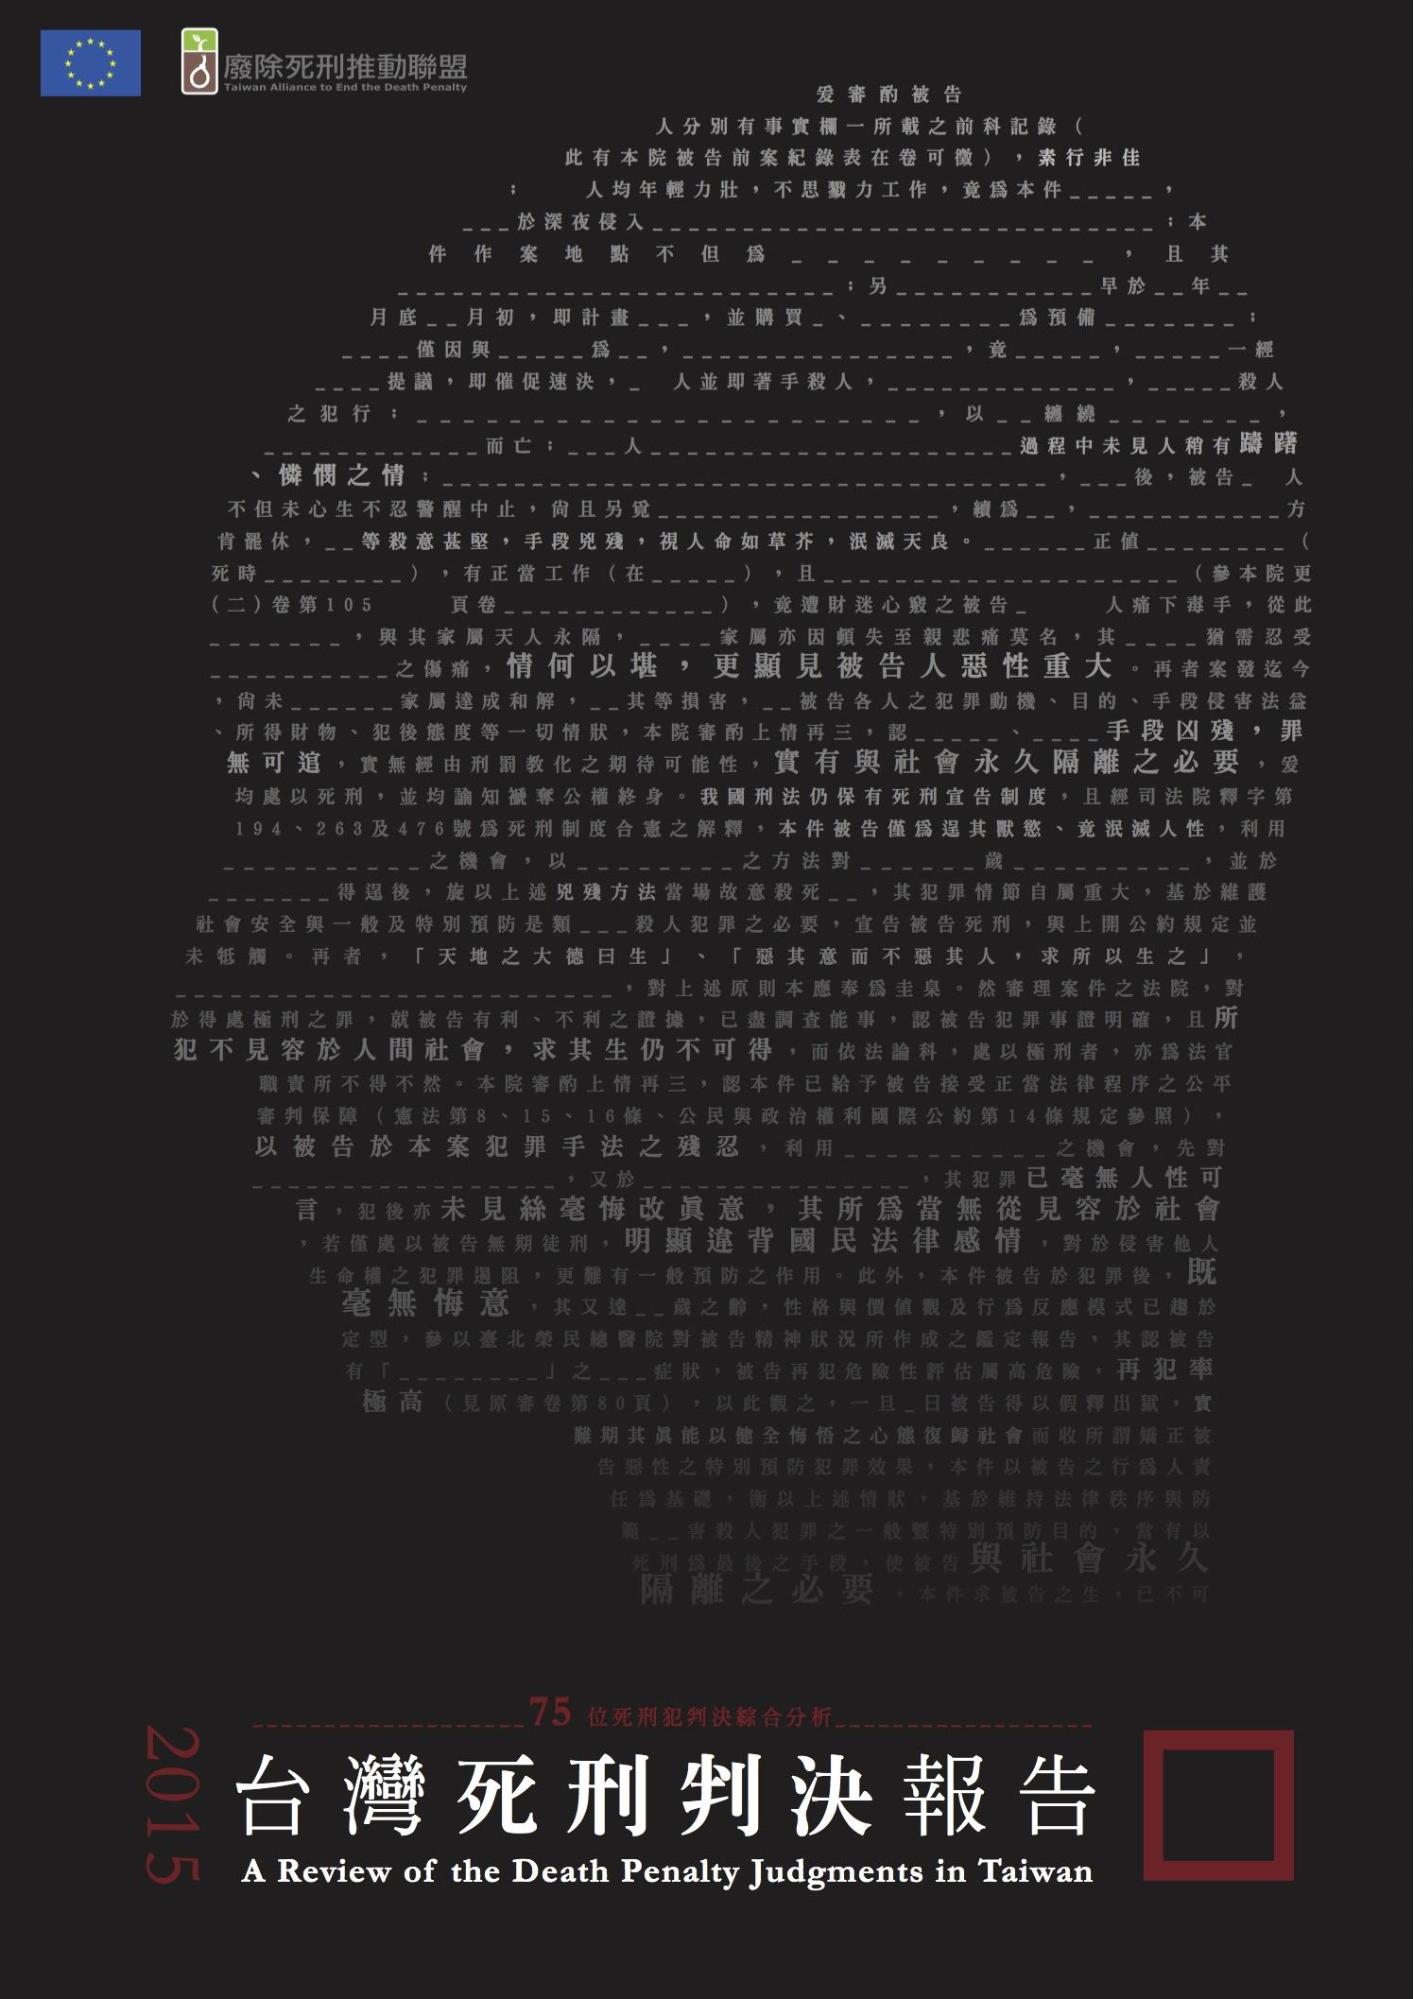 廢除死刑推動聯盟
Taiwan Alliance to End the Death Penalty
爰審酌被告
人分別有事實欄一所載之前科記錄（
此有本院被告前案紀錄表在卷可徵），素行非佳
； 人均年輕力壯，不思戮力工作，竟為本件_____，
___於深夜侵入____________________________；本
件作案地點不但為_________，且其
________________________；另___________早於__年__
月底__月初，即計畫___，並購買_、________為預備_______；
____僅因與_____為__，_______________，竟_____，_____一經
____提議，即催促速決，_ 人並即著手殺人，_____________，_____殺人
之犯行；_____________________，以__纏繞________，
____________而亡；___人____________________過程中未見人稍有躊躇
、憐憫之情；__________________________________，___後，被告_ 人
不但未心生不忍警醒中止，尚且另覓________________，續為__，___________方
肯罷休，__等殺意甚堅，手段兇殘，視人命如草芥，泯滅天良。______正值________（
死時________），有正當工作（在_____），且____________________（參本院更
(二)卷第105 頁卷____________），竟遭財迷心竅之被告_ 人痛下毒手，從此
_______，與其家屬天人永隔，____家屬亦因頓失至親悲痛莫名，其____猶需忍受
__________之傷痛，情何以堪，更顯見被告人惡性重大。再者案發迄今
，尚未______家屬達成和解，__其等損害，__被告各人之犯罪動機、目的、手段侵害法益
、所得財物、犯後態度等一切情狀，本院審酌上情再三，認_____、____手段凶殘，罪
無可逭，實無經由刑罰教化之期待可能性，實有與社會永久隔離之必要，爰
均處以死刑，並均諭知褫奪公權終身。我國刑法仍保有死刑宣告制度，且經司法院釋字第
194、263及476號為死刑制度合憲之解釋，本件被告僅為逞其獸慾、竟泯滅人性，利用
___________之機會，以_________之方法對______歲__________，並於
_______得逞後，旋以上述兇殘方法當場故意殺死__，其犯罪情節自屬重大，基於維護
社會安全與一般及特別預防是類___殺人犯罪之必要，宣告被告死刑，與上開公約規定並
未牴觸。再者，「天地之大德曰生」、「惡其意而不惡其人，求所以生之」，
________________________，對上述原則本應奉為圭臬。然審理案件之法院，對
於得處極刑之罪，就被告有利、不利之證據，已盡調查能事，認被告犯罪事證明確，且所
犯不見容於人間社會，求其生仍不可得，而依法論科，處以極刑者，亦為法官
職責所不得不然。本院審酌上情再三，認本件已給予被告接受正當法律程序之公平
審判保障（憲法第8、15、16條、公民與政治權利國際公約第14條規定參照），
以被告於本案犯罪手法之殘忍，利用___________之機會，先對
_________________，又於_______________，其犯罪已毫無人性可
言，犯後亦未見絲毫悔改真意，其所為當無從見容於社會
，若僅處以被告無期徒刑，明顯違背國民法律感情，對於侵害他人
生命權之犯罪遏阻，更難有一般預防之作用。此外，本件被告於犯罪後，既
毫無悔意，其又達__歲之齡，性格與價值觀及行為反應模式已趨於
定型，參以臺北榮民總醫院對被告精神狀況所作成之鑑定報告，其認被告
有「________」之___症狀，被告再犯危險性評估屬高危險，再犯率
極高（見原審卷第80頁），以此觀之，一旦_日被告得以假釋出獄，實
難期其真能以健全悔悟之心態復歸社會而收所謂矯正被
告惡性之特別預防犯罪效果，本件以被告之行為人責
任為基礎，衡以上述情狀，基於維持法律秩序與防
範__害殺人犯罪之一般暨特別預防目的，當有以
死刑為最後之手段，使被告與社會永久
隔離之必要，本件求被告之生，已不可
___________________75 位死刑犯判決綜合分析__________________
2015
台灣死刑判決報告
A Review of the Death Penalty Judgments in Taiwan